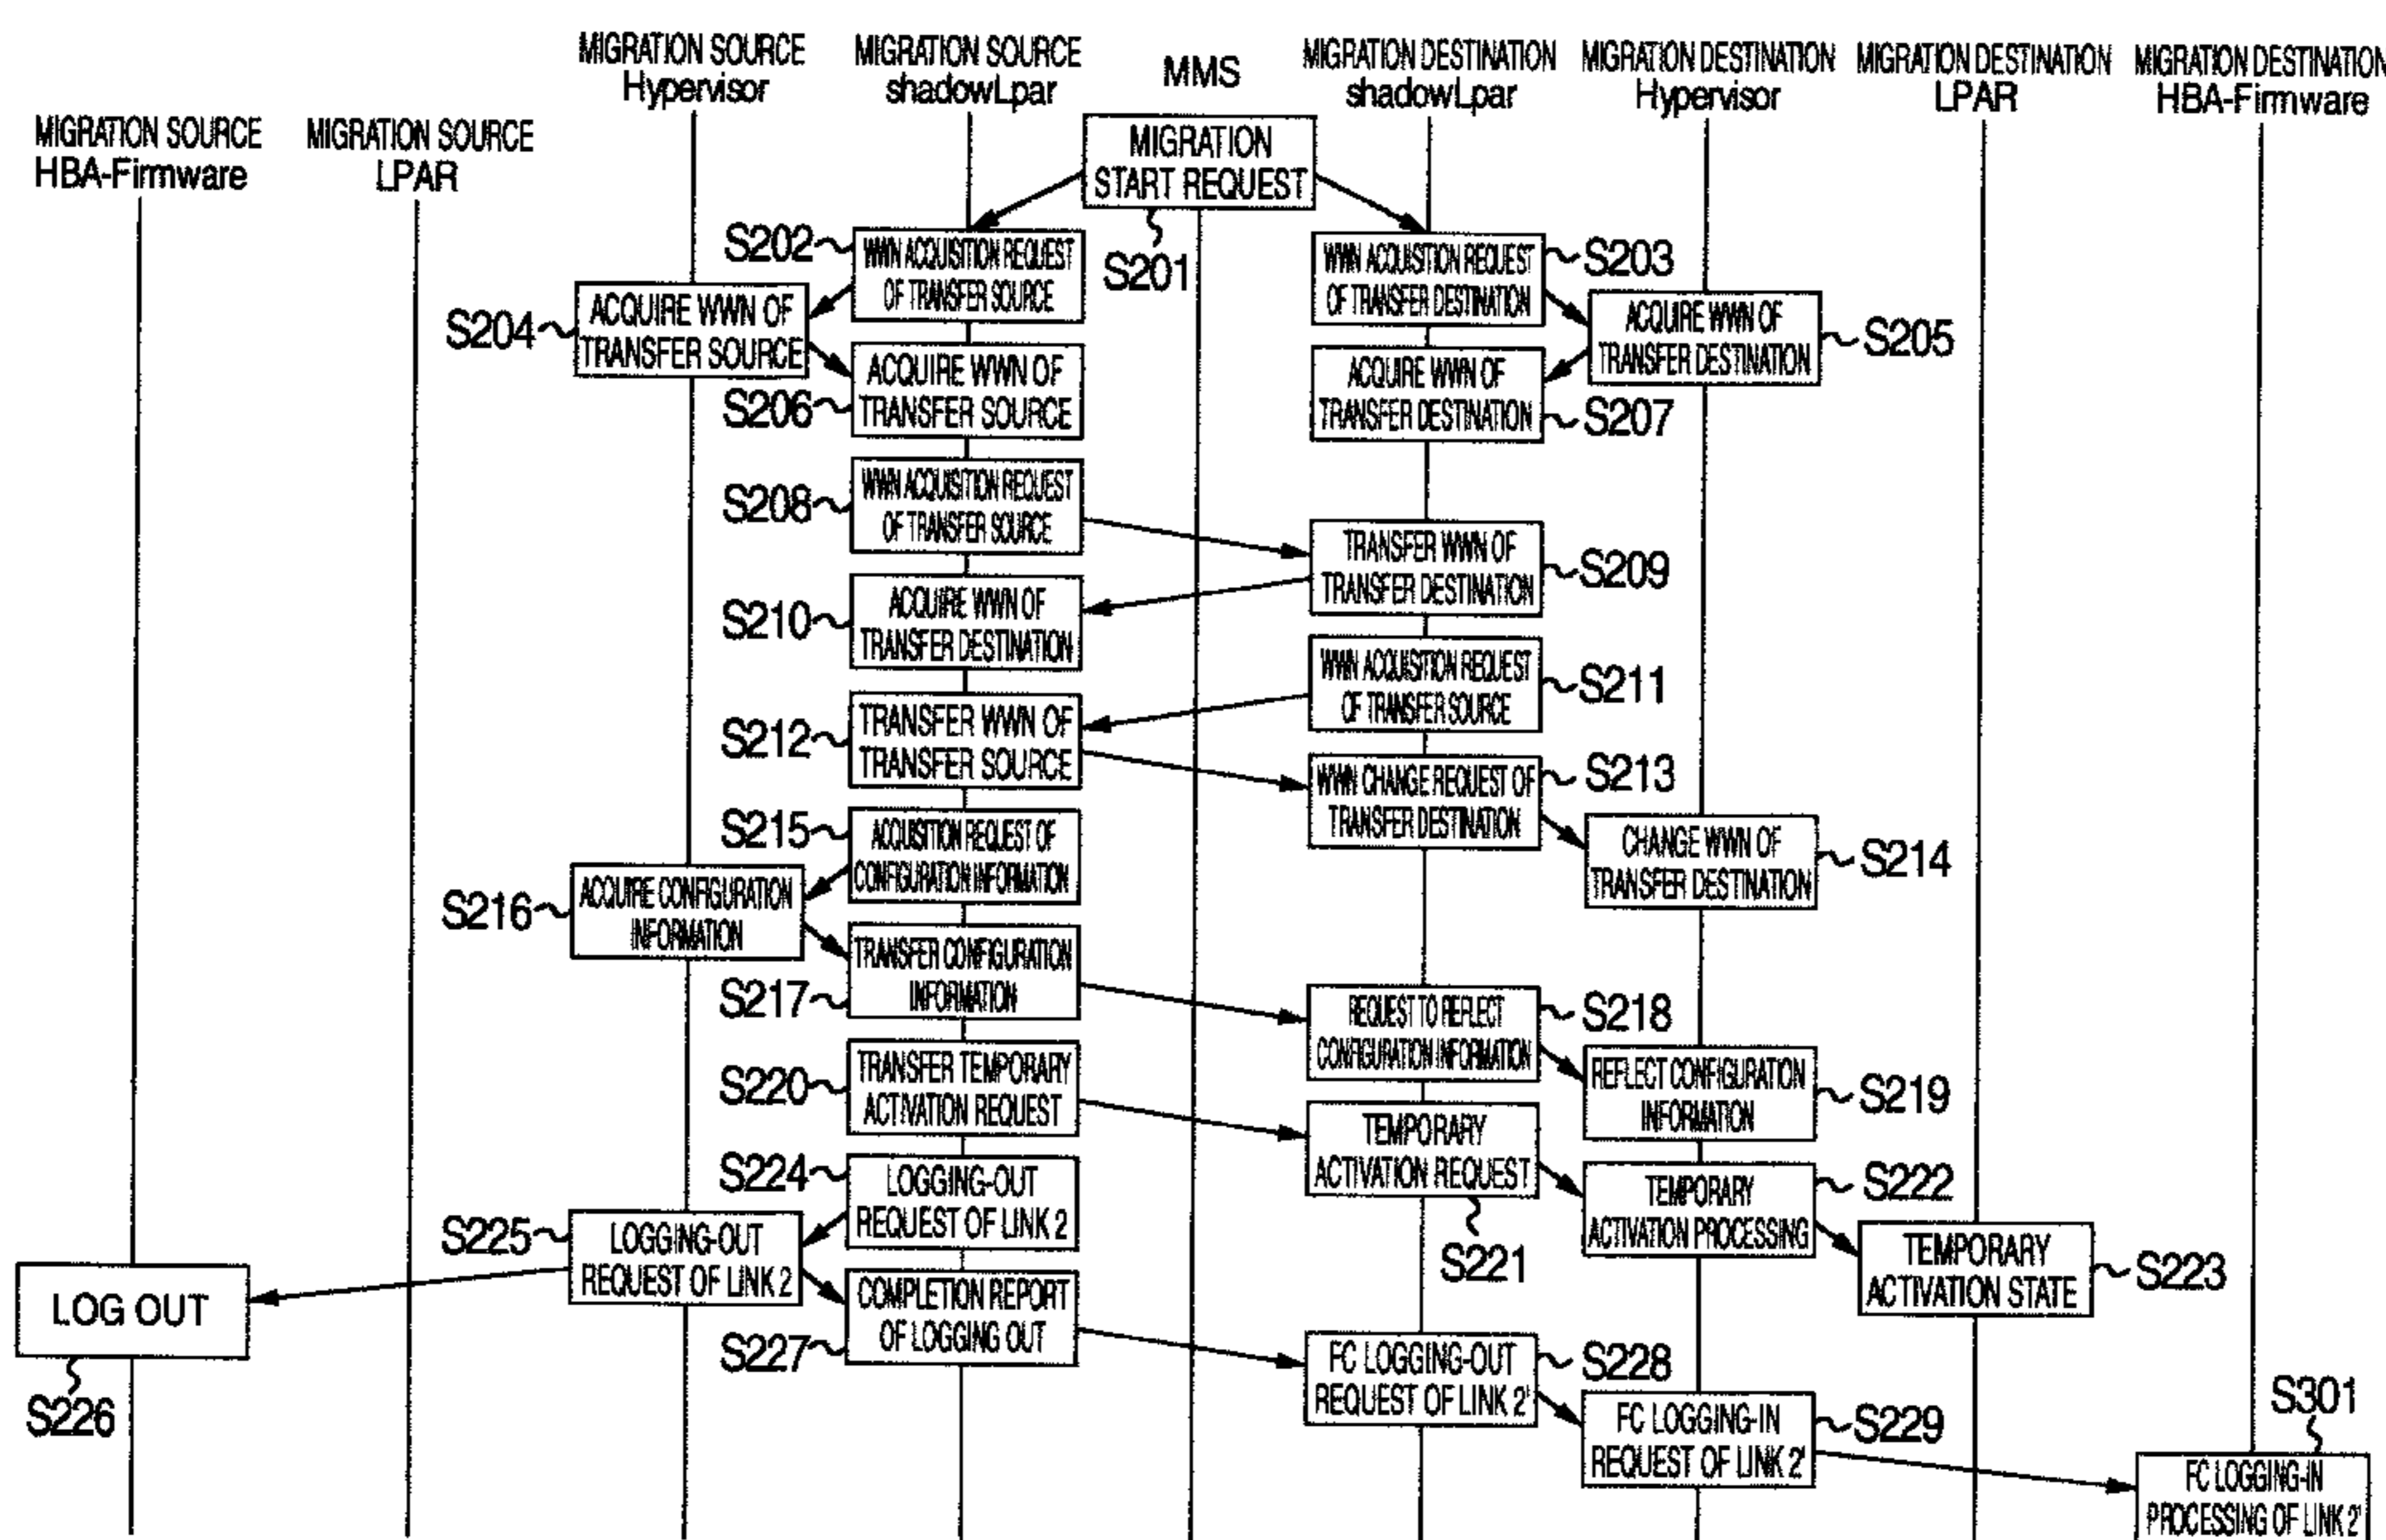 MIGRATION SOURCE
HBA-Firmware
MIGRATION SOURCE
LPAR
MIGRATION SOURCE
Hypervisor
MIGRATION SOURCE
shadowLpar
MMS
MIGRATION DESTINATION
shadowLpar
MIGRATION DESTINATION
Hypervisor
MIGRATION DESTINATION
LPAR
MIGRATION DESTINATION
HBA-Firmware
MIGRATION
START REQUEST
S201
S202
WWN ACQUISITION REQUEST
OF TRANSFER SOURCE
WWN ACQUISITION REQUEST
OF TRANSFER DESTINATION
S203
S204
ACQUIRE WWN OF
TRANSFER SOURCE
ACQUIRE WWN OF
TRANSFER DESTINATION
S205
S206
ACQUIRE WWN OF
TRANSFER SOURCE
ACQUIRE WWN OF
TRANSFER DESTINATION
S207
S208
WWN ACQUISITION REQUEST
OF TRANSFER SOURCE
TRANSFER WWN OF
TRANSFER DESTINATION
S209
S210
ACQUIRE WWN OF
TRANSFER DESTINATION
WWN ACQUISITION REQUEST
OF TRANSFER SOURCE
S211
S212
TRANSFER WWN OF
TRANSFER SOURCE
WWN CHANGE REQUEST OF
TRANSFER DESTINATION
S213
CHANGE WWN OF
TRANSFER DESTINATION
S214
S215
ACQUISITION REQUEST OF
CONFIGURATION INFORMATION
S216
ACQUIRE CONFIGURATION
INFORMATION
S217
TRANSFER CONFIGURATION
INFORMATION
REQUEST TO REFLECT
CONFIGURATION INFORMATION
S218
REFLECT CONFIGURATION
INFORMATION
S219
S220
TRANSFER TEMPORARY
ACTIVATION REQUEST
TEMPORARY
ACTIVATION REQUEST
S221
TEMPORARY
ACTIVATION PROCESSING
S222
TEMPORARY
ACTIVATION STATE
S223
S224
LOGGING-OUT
REQUEST OF LINK 2
S225
LOGGING-OUT
REQUEST OF LINK 2
LOG OUT
S226
COMPLETION REPORT
OF LOGGING OUT
S227
FC LOGGING-OUT
REQUEST OF LINK 2'
S228
FC LOGGING-IN
REQUEST OF LINK 2'
S229
S301
FC LOGGING-IN
PROCESSING OF LINK 2'